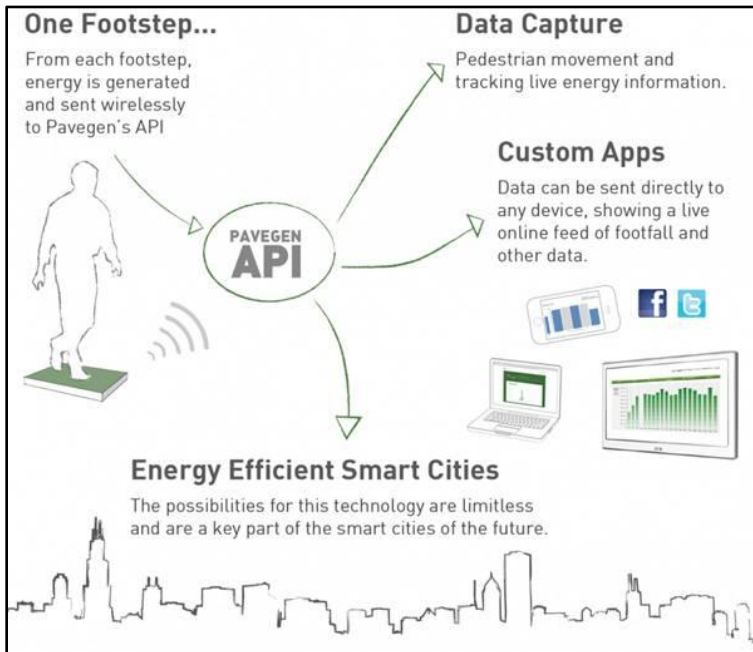 One Footstep...
From each footstep,
energy is generated
and sent wirelessly
to Pavegen's API
Data Capture
Pedestrian movement and
tracking live energy information.
Custom Apps
Data can be sent directly to
any device, showing a live
online feed of footfall and
other data.
PAVEGEN
API
f
t
Energy Efficient Smart Cities
The possibilities for this technology are limitless
and are a key part of the smart cities of the future.